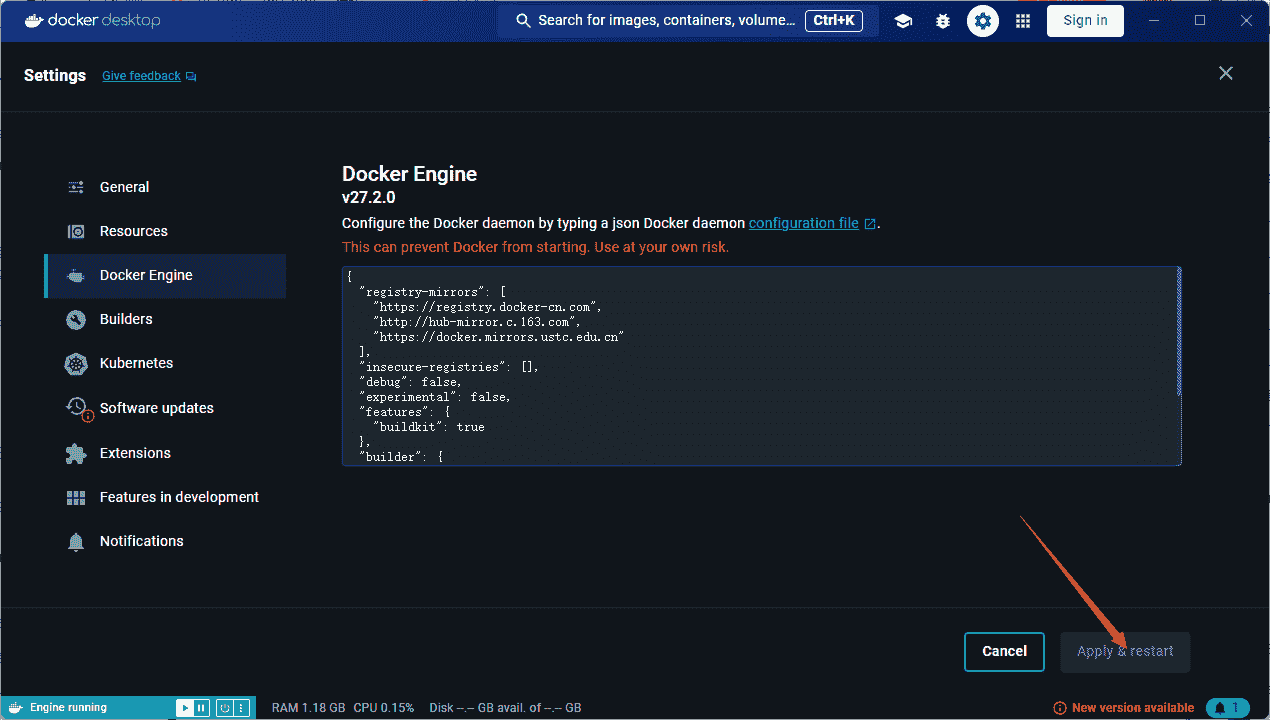 docker desktop
Search for images, containers, volume... Ctrl+K
Sign in
Settings
Give feedback
General
Resources
Docker Engine
Builders
Kubernetes
Software updates
Extensions
Features in development
Notifications
Docker Engine
v27.2.0
Configure the Docker daemon by typing a json Docker daemon configuration file.
This can prevent Docker from starting. Use at your own risk.
{
"registry-mirrors": [
"https://registry.docker-cn.com",
"http://hub-mirror.c.163.com",
"https://docker.mirrors.ustc.edu.cn"
],
"insecure-registries": [],
"debug": false,
"experimental": false,
"features": {
"buildkit": true
},
"builder": {
Cancel
Apply & restart
Engine running
RAM 1.18 GB CPU 0.15% Disk --.-- GB avail. of --.-- GB
New version available
1